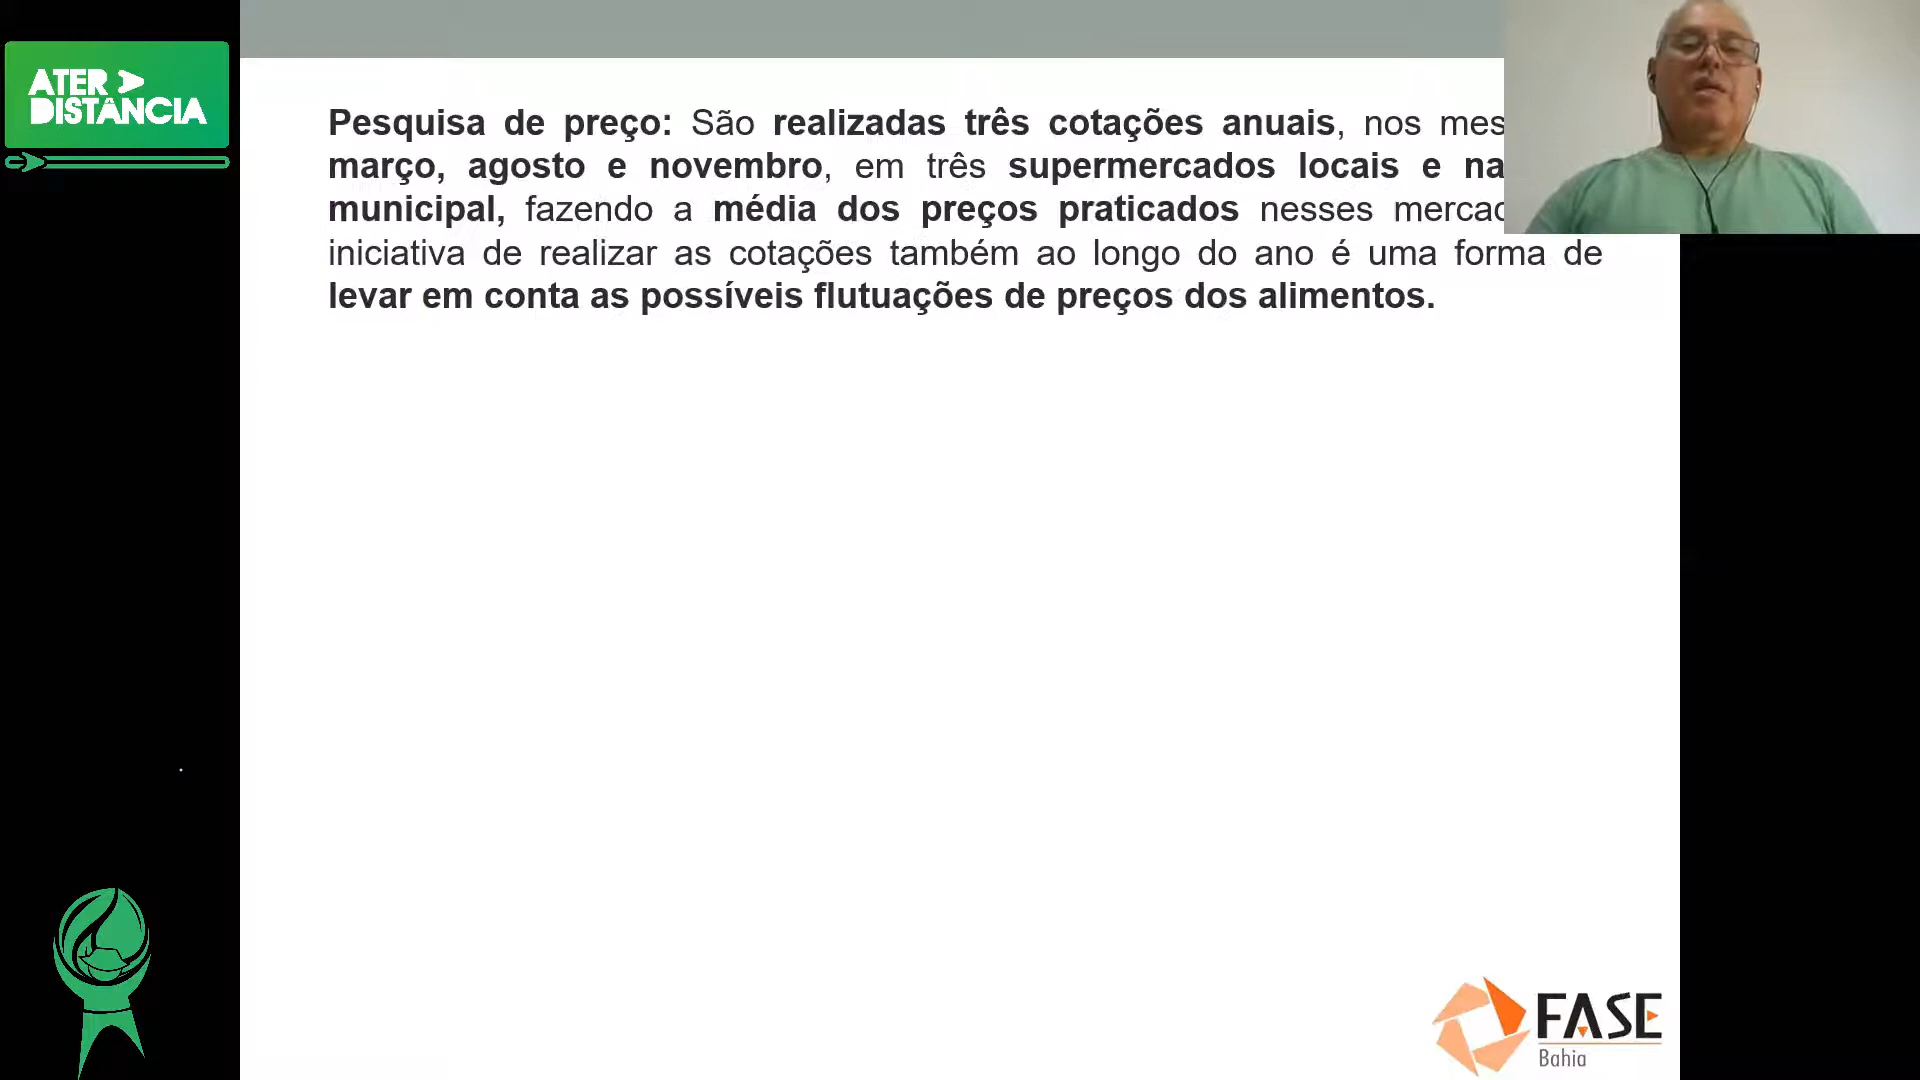 ATER
DISTÂNCIA
Pesquisa de preço: São realizadas três cotações anuais, nos
março, agosto e novembro, em três supermercados locais e na
municipal, fazendo a média dos preços praticados nesses
iniciativa de realizar as cotações também ao longo do ano é uma forma de
levar em conta as possíveis flutuações de preços dos alimentos.
FASE
Bahia